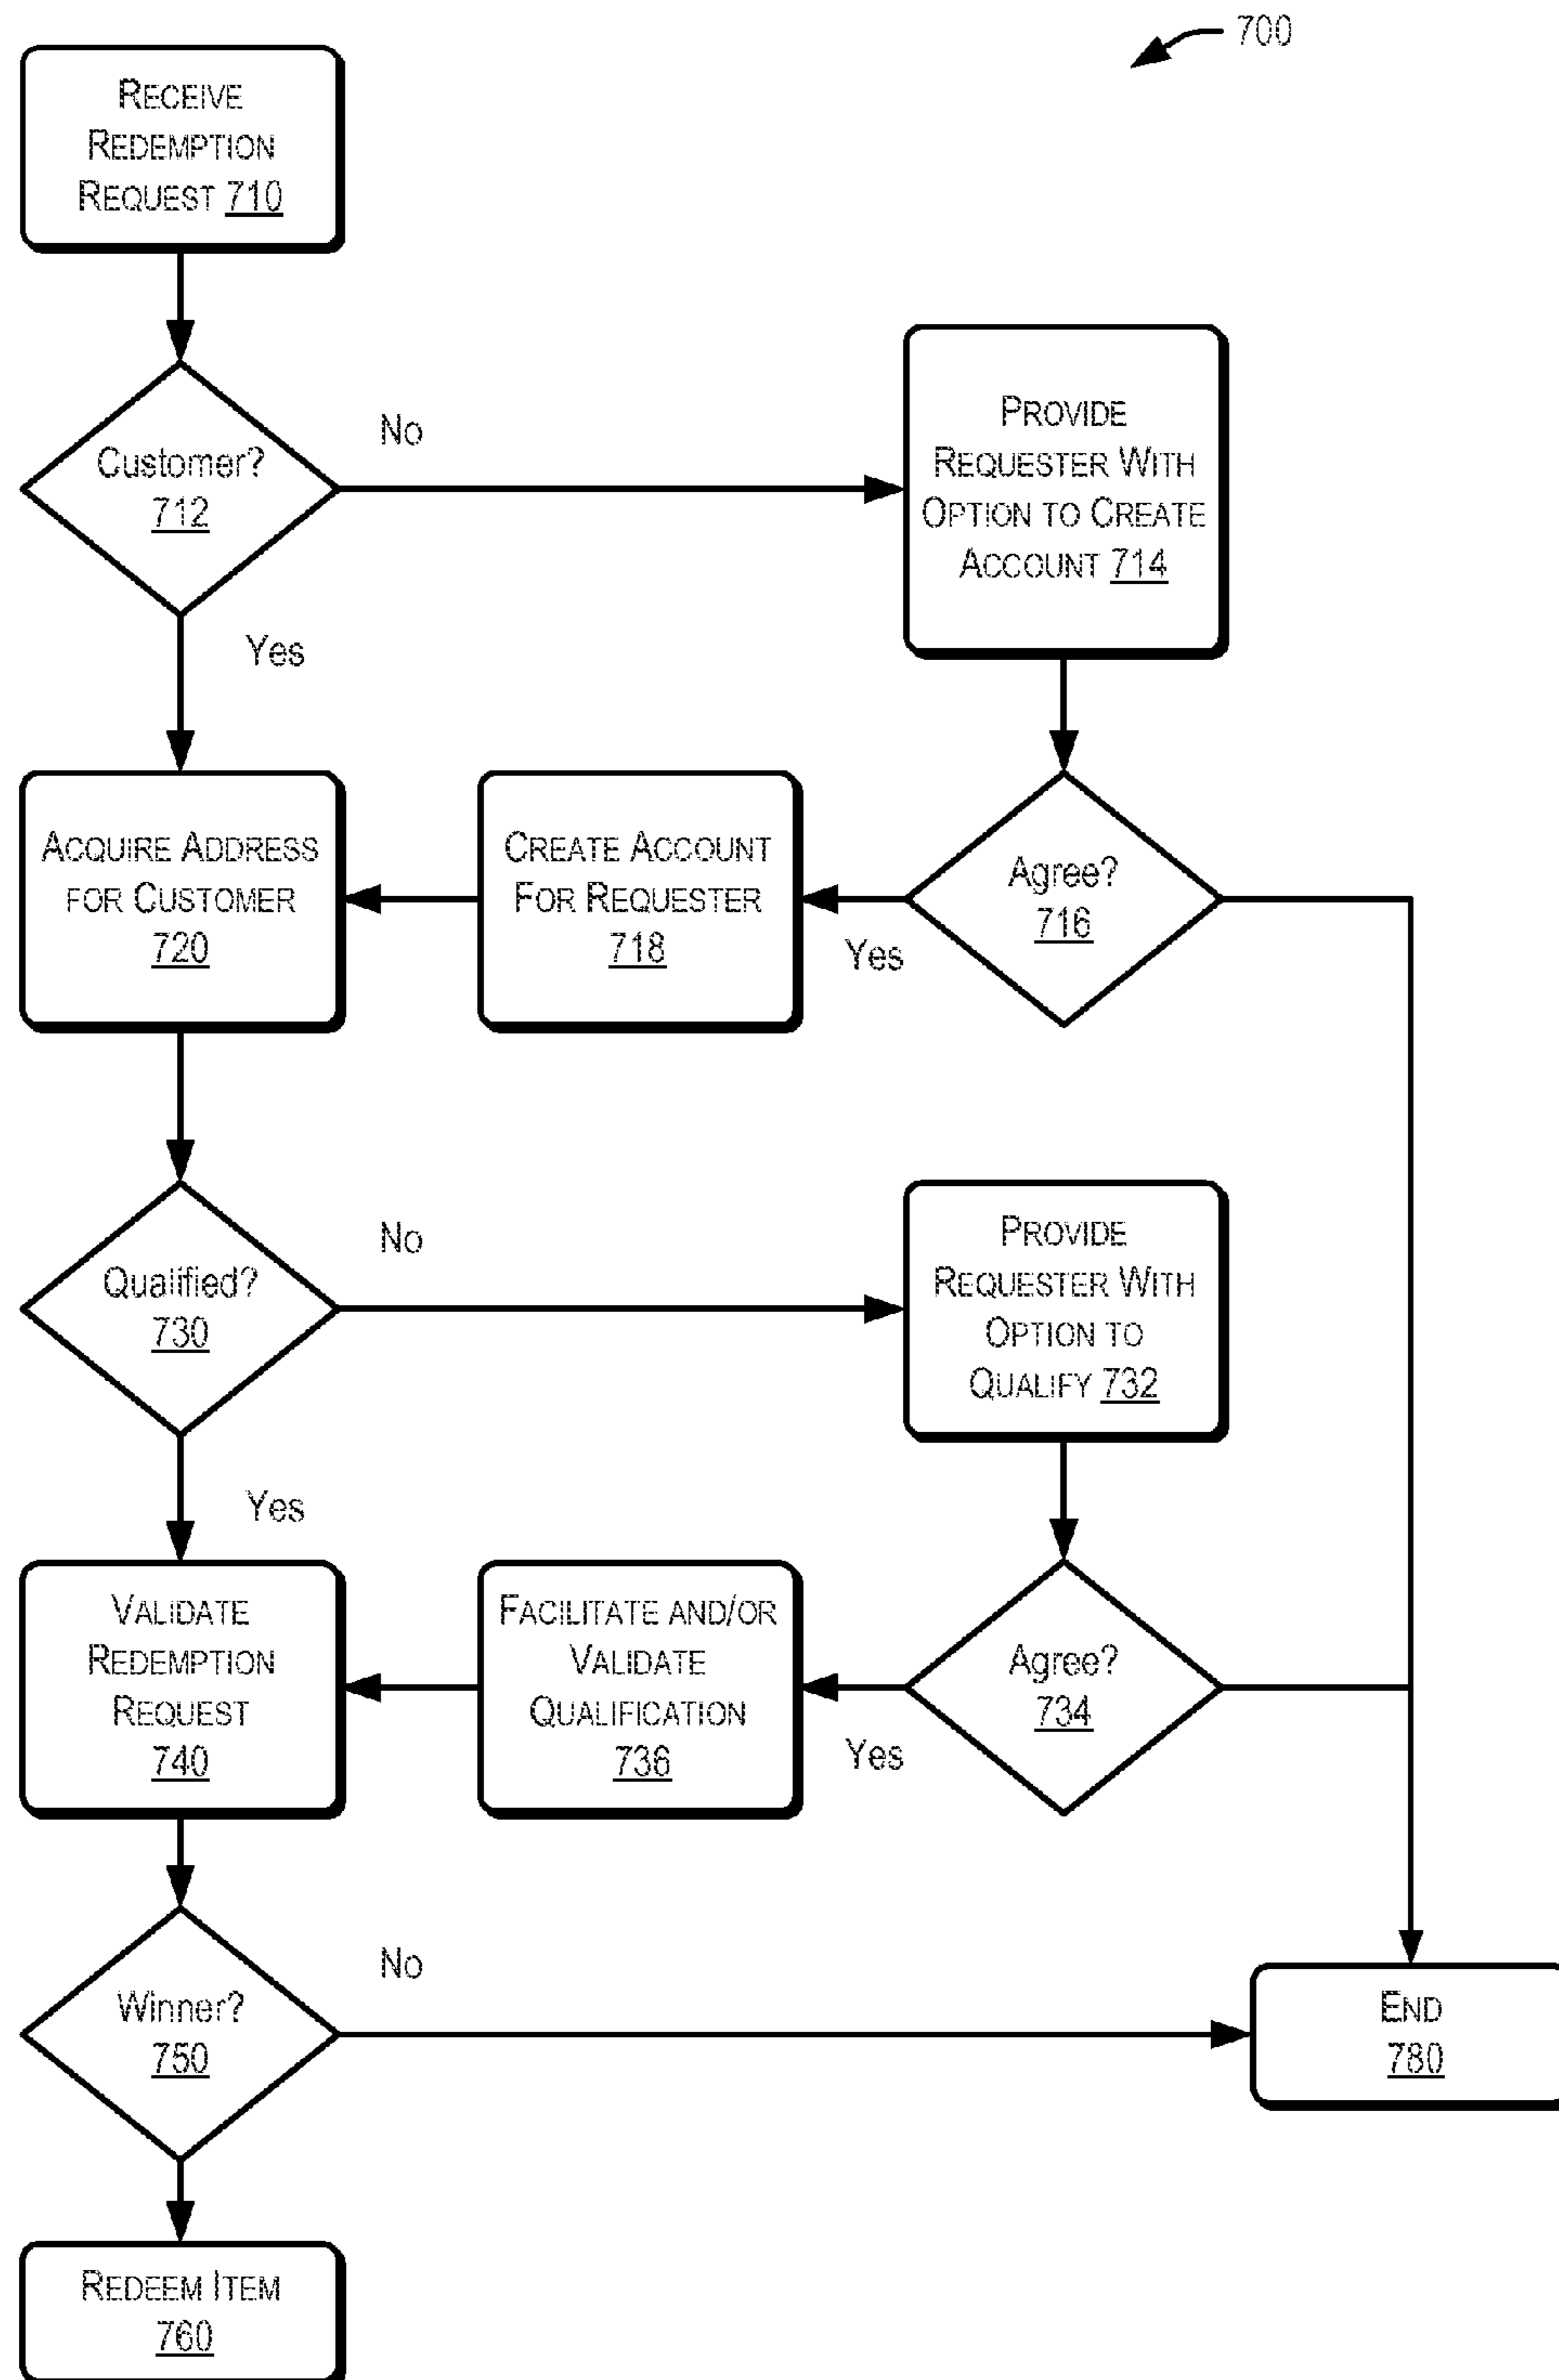 700
RECEIVE
REDEMPTION
REQUEST 710
Customer?
712
No
PROVIDE
REQUESTER WITH
OPTION TO CREATE
ACCOUNT 714
Yes
ACQUIRE ADDRESS
FOR CUSTOMER
720
CREATE ACCOUNT
FOR REQUESTER
718
Yes
Agree?
716
Qualified?
730
No
PROVIDE
REQUESTER WITH
OPTION TO
QUALIFY 732
Yes
VALIDATE
REDEMPTION
REQUEST
740
FACILITATE AND/OR
VALIDATE
QUALIFICATION
736
Yes
Agree?
734
Winner?
750
No
END
780
REDEEM ITEM
760